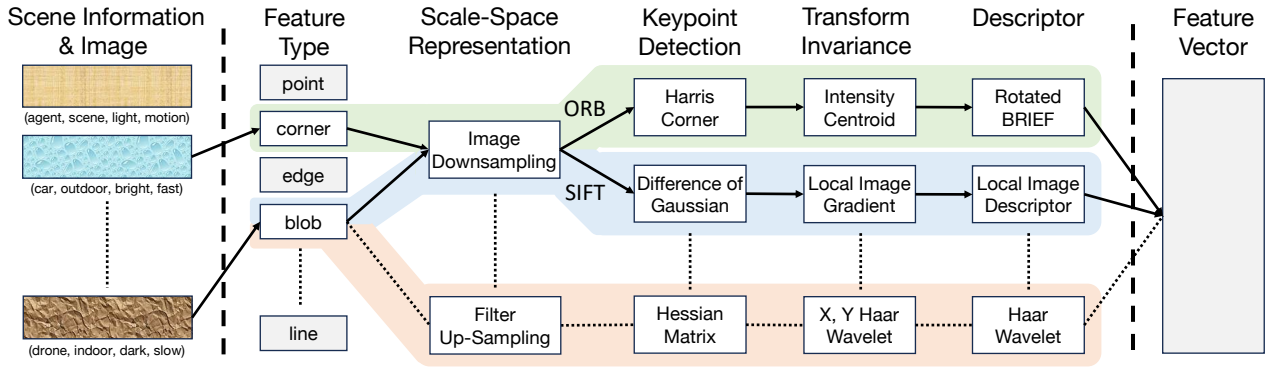 Scene Information
& Image
Feature
Type
Scale-Space
Representation
Keypoint
Detection
Transform
Invariance
Descriptor
Feature
Vector
(agent, scene, light, motion)
(car, outdoor, bright, fast)
(drone, indoor, dark, slow)
point
corner
edge
blob
line
Image
Downsampling
ORB
Harris
Corner
Intensity
Centroid
Rotated
BRIEF
SIFT
Difference of
Gaussian
Local Image
Gradient
Local Image
Descriptor
Filter
Up-Sampling
Hessian
Matrix
X, Y Haar
Wavelet
Haar
Wavelet